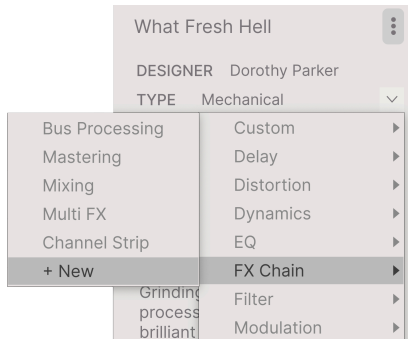 What Fresh Hell
DESIGNER Dorothy Parker
TYPE Mechanical
Bus Processing
Mastering
Mixing
Multi FX
Channel Strip
+ New
Custom
Delay
Distortion
Dynamics
EQ
FX Chain
Filter
Modulation
Grinding
process
brilliant